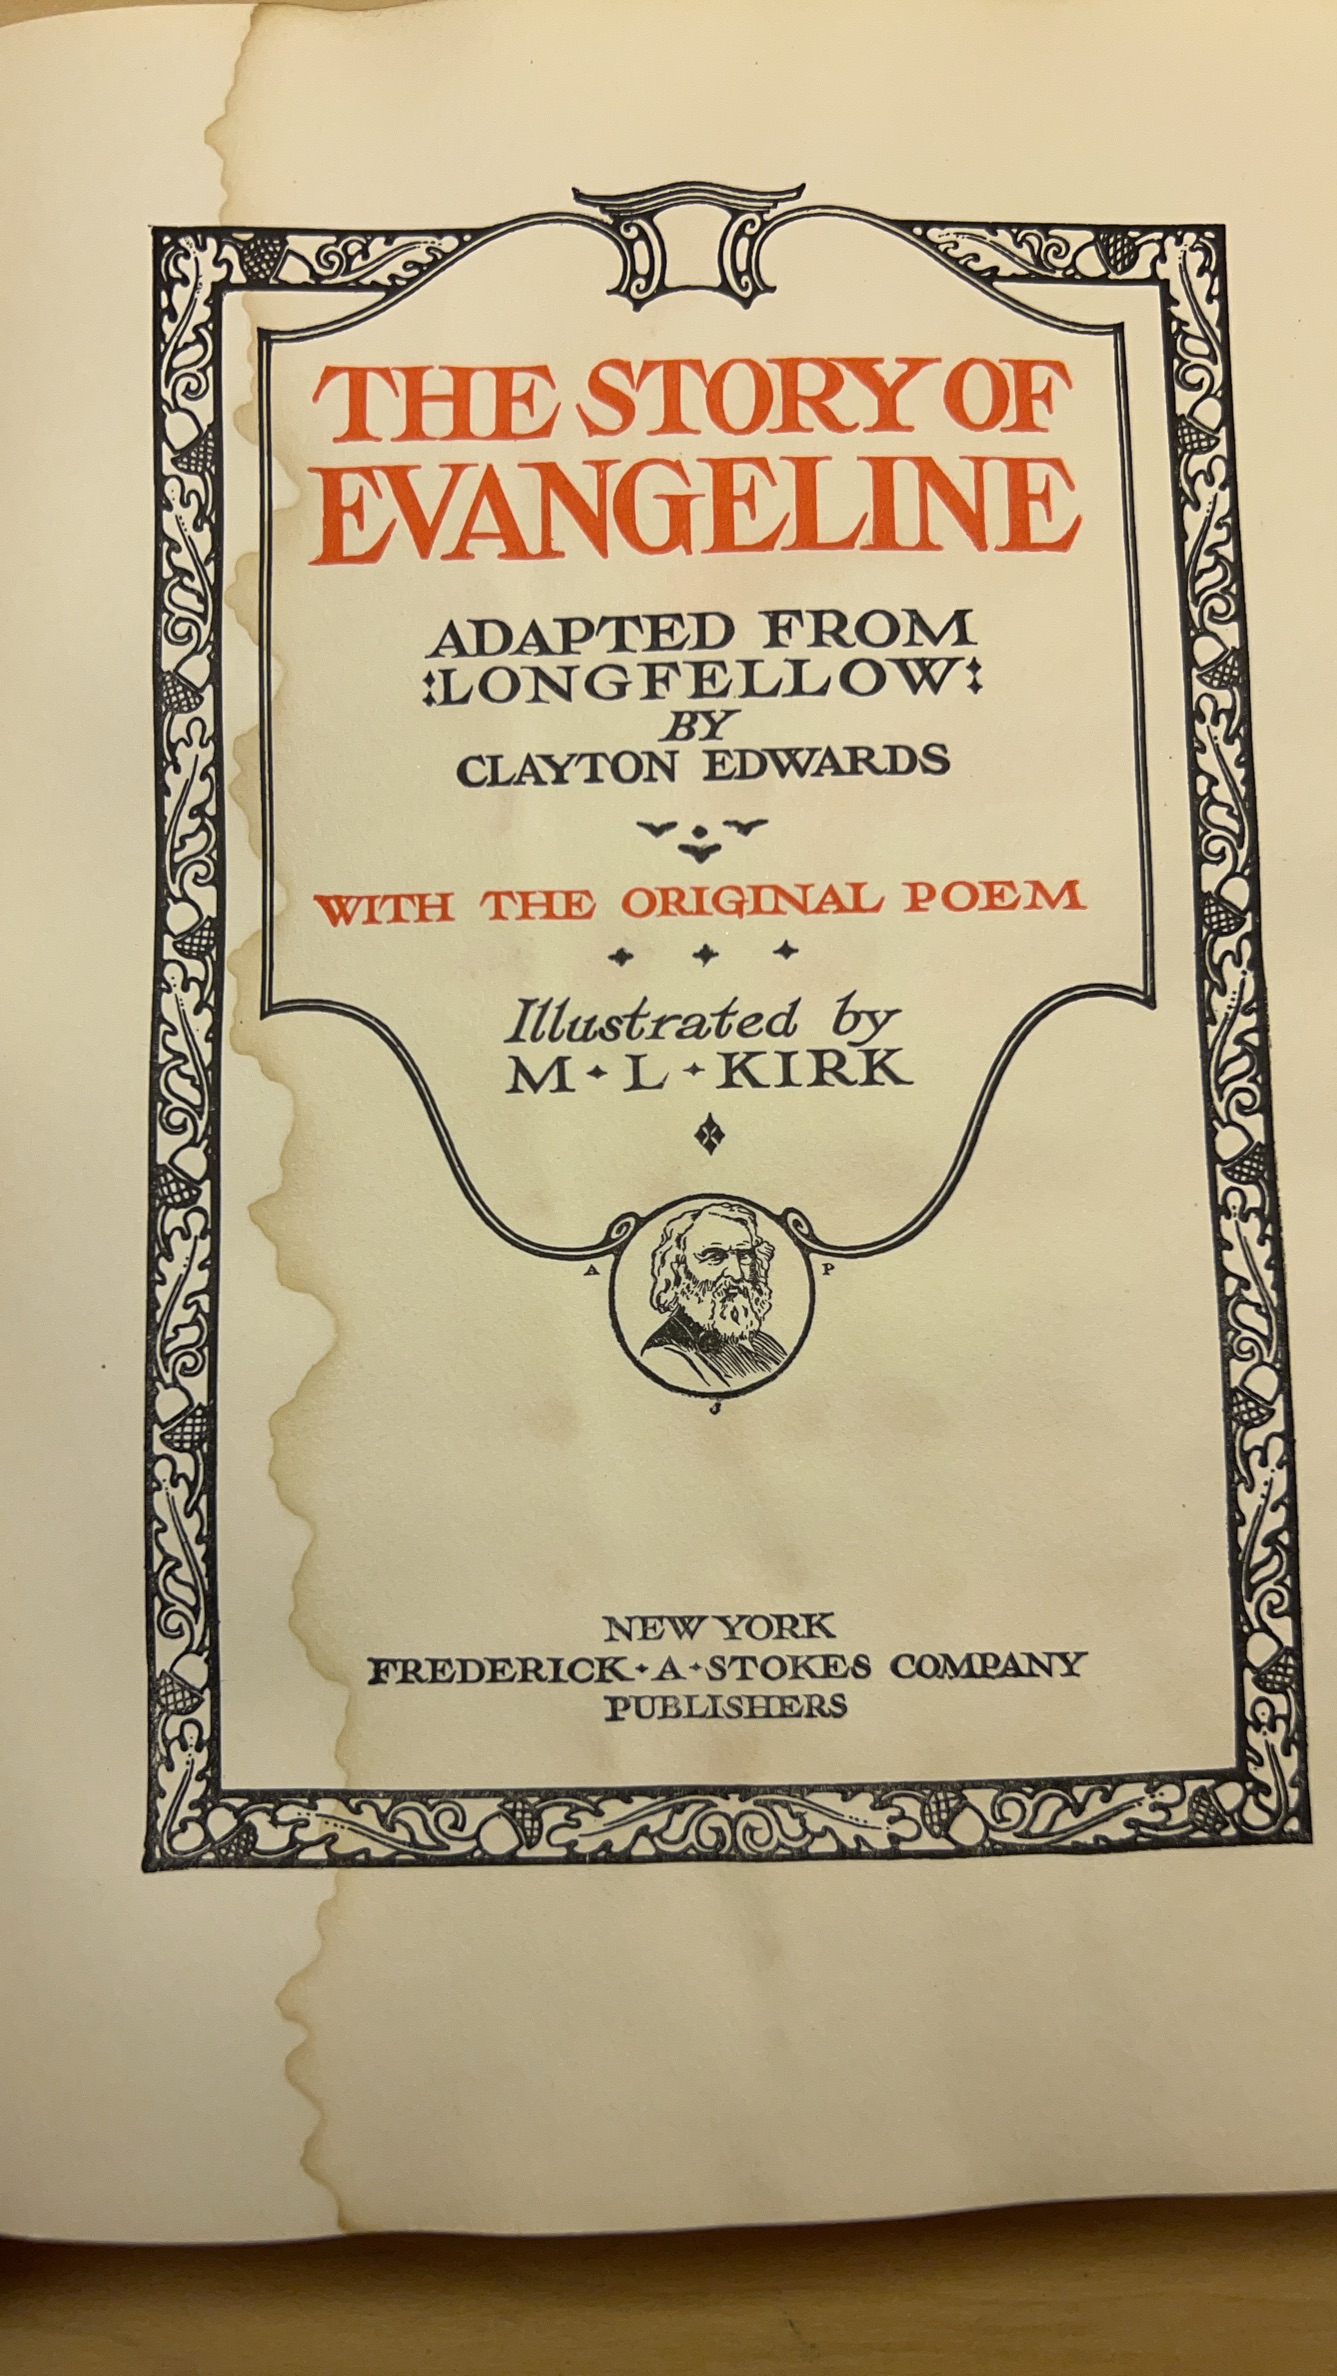 THE STORY OF
EVANGELINE
ADAPTED FROM
:LONGFELLOW:
BY
CLAYTON EDWARDS
WITH THE ORIGINAL POEM
Illustrated by
M·L·KIRK
A P
J
NEW YORK
FREDERICK·A·STOKES COMPANY
PUBLISHERS